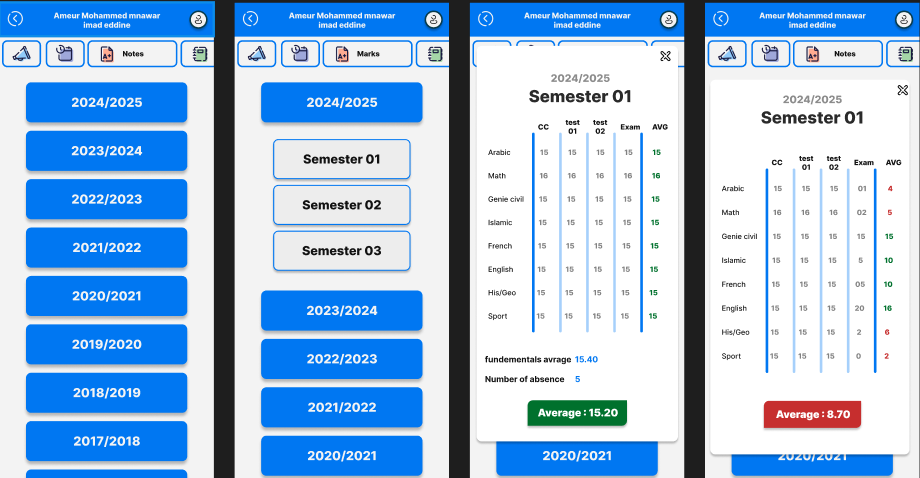 Ameur Mohammed mnawar
imad eddine
Notes
2024/2025
2023/2024
2022/2023
2021/2022
2020/2021
2019/2020
2018/2019
2017/2018
Ameur Mohammed mnawar
imad eddine
Marks
2024/2025
Semester 01
Semester 02
Semester 03
2023/2024
2022/2023
2021/2022
2020/2021
Ameur Mohammed mnawar
imad eddine
2024/2025
Semester 01
CC test 01 test 02 Exam AVG
Arabic 15 15 15 15 15
Math 16 16 16 16 16
Genie civil 15 15 15 15 15
Islamic 15 15 15 15 15
French 15 15 15 15 15
English 15 15 15 15 15
His/Geo 15 15 15 15 15
Sport 15 15 15 15 15
fundementals avrage 15.40
Number of absence 5
Average : 15.20
2020/2021
Ameur Mohammed mnawar
imad eddine
Notes
2024/2025
Semester 01
CC test 01 test 02 Exam AVG
Arabic 15 15 15 01 4
Math 16 16 16 02 5
Genie civil 15 15 15 15 15
Islamic 15 15 15 5 10
French 15 15 15 05 10
English 15 15 15 20 16
His/Geo 15 15 15 2 6
Sport 15 15 15 0 2
Average : 8.70
2020/2021